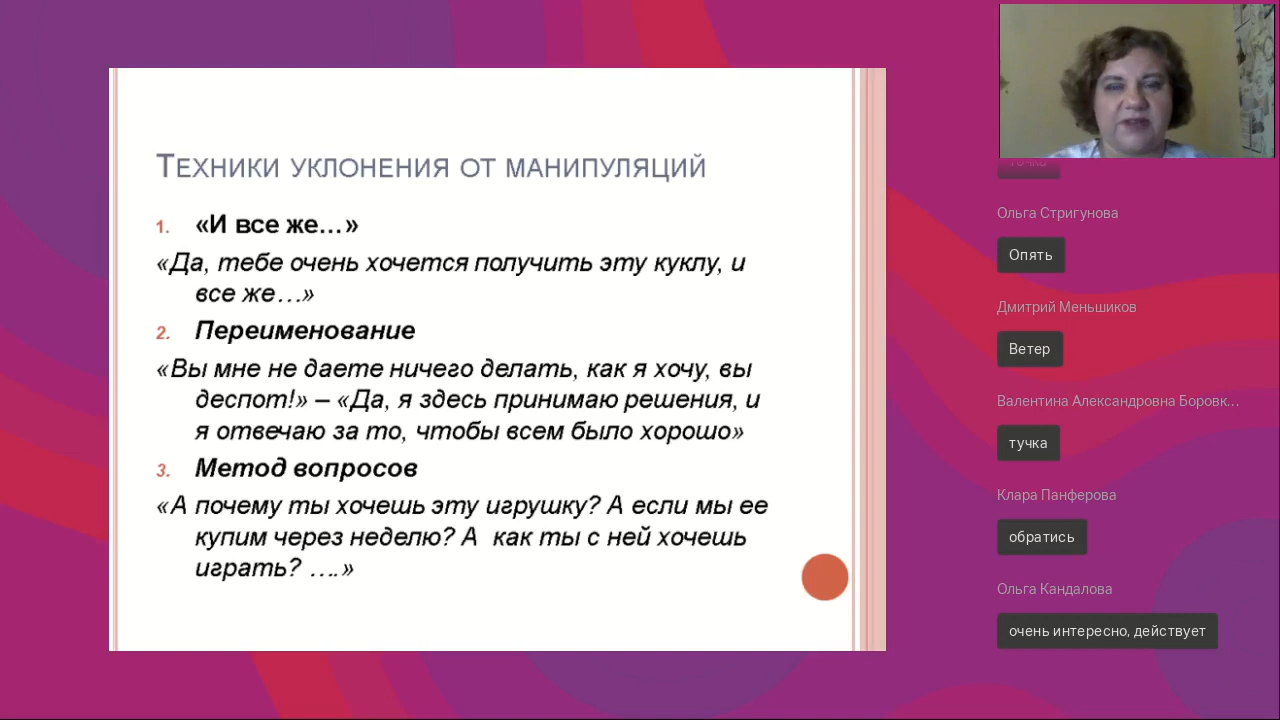 Техники уклонения от манипуляций
1. «И все же…»
«Да, тебе очень хочется получить эту куклу, и
все же…»
2. Переименование
«Вы мне не даете ничего делать, как я хочу, вы
деспот!» – «Да, я здесь принимаю решения, и
я отвечаю за то, чтобы всем было хорошо»
3. Метод вопросов
«А почему ты хочешь эту игрушку? А если мы ее
купим через неделю? А как ты с ней хочешь
играть? ….»
точка
Ольга Стригунова
Опять
Дмитрий Меньшиков
Ветер
Валентина Александровна Боровк...
тучка
Клара Панферова
обратись
Ольга Кандалова
очень интересно, действует